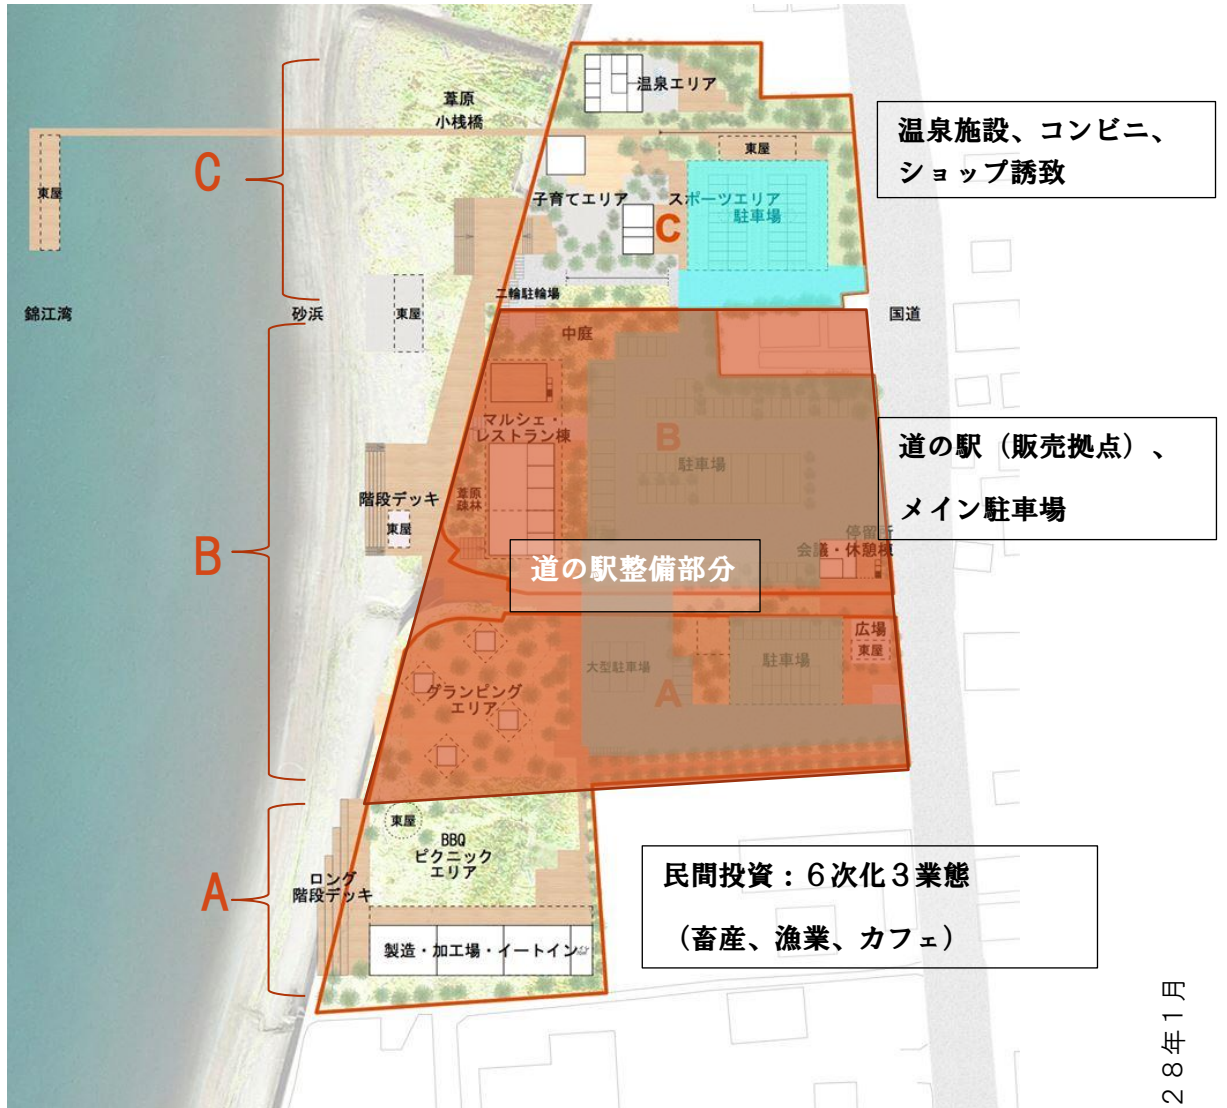 温泉エリア
葦原
小桟橋
温泉施設、コンビニ、
ショップ誘致
東屋
東屋
C
子育てエリア
スポーツエリア
駐車場
C
二輪駐輪場
錦江湾
砂浜
東屋
国道
中庭
マルシェ・
レストラン棟
B
駐車場
道の駅（販売拠点）、
メイン駐車場
階段デッキ
葦原
疎林
東屋
停留所
会議・休憩棟
B
道の駅整備部分
広場
東屋
大型駐車場
駐車場
A
グランピング
エリア
東屋
BBQ
ピクニック
エリア
民間投資：６次化３業態
（畜産、漁業、カフェ）
A
ロング
階段デッキ
製造・加工場・イートイン
28年1月